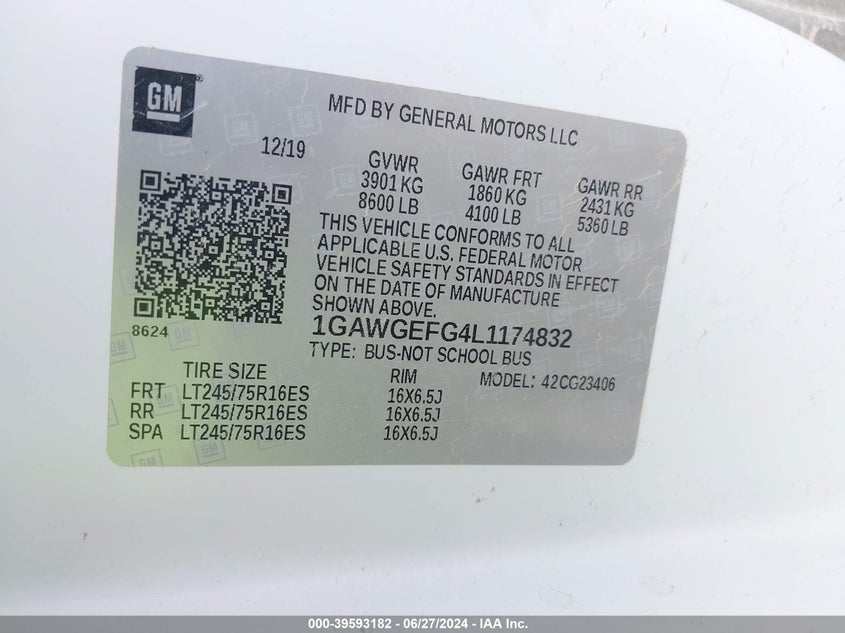 GM
®
MFD BY GENERAL MOTORS LLC
12/19
GVWR GAWR FRT GAWR RR
3901 KG 1860 KG 2431 KG
8600 LB 4100 LB 5360 LB
THIS VEHICLE CONFORMS TO ALL
APPLICABLE U.S. FEDERAL MOTOR
VEHICLE SAFETY STANDARDS IN EFFECT
ON THE DATE OF MANUFACTURE
SHOWN ABOVE.
8624
1GAWGEFG4L1174832
TYPE: BUS-NOT SCHOOL BUS
TIRE SIZE RIM MODEL: 42CG23406
FRT LT245/75R16ES 16X6.5J
RR LT245/75R16ES 16X6.5J
SPA LT245/75R16ES 16X6.5J
000-39593182 / 06/27/2024 - IAA Inc.